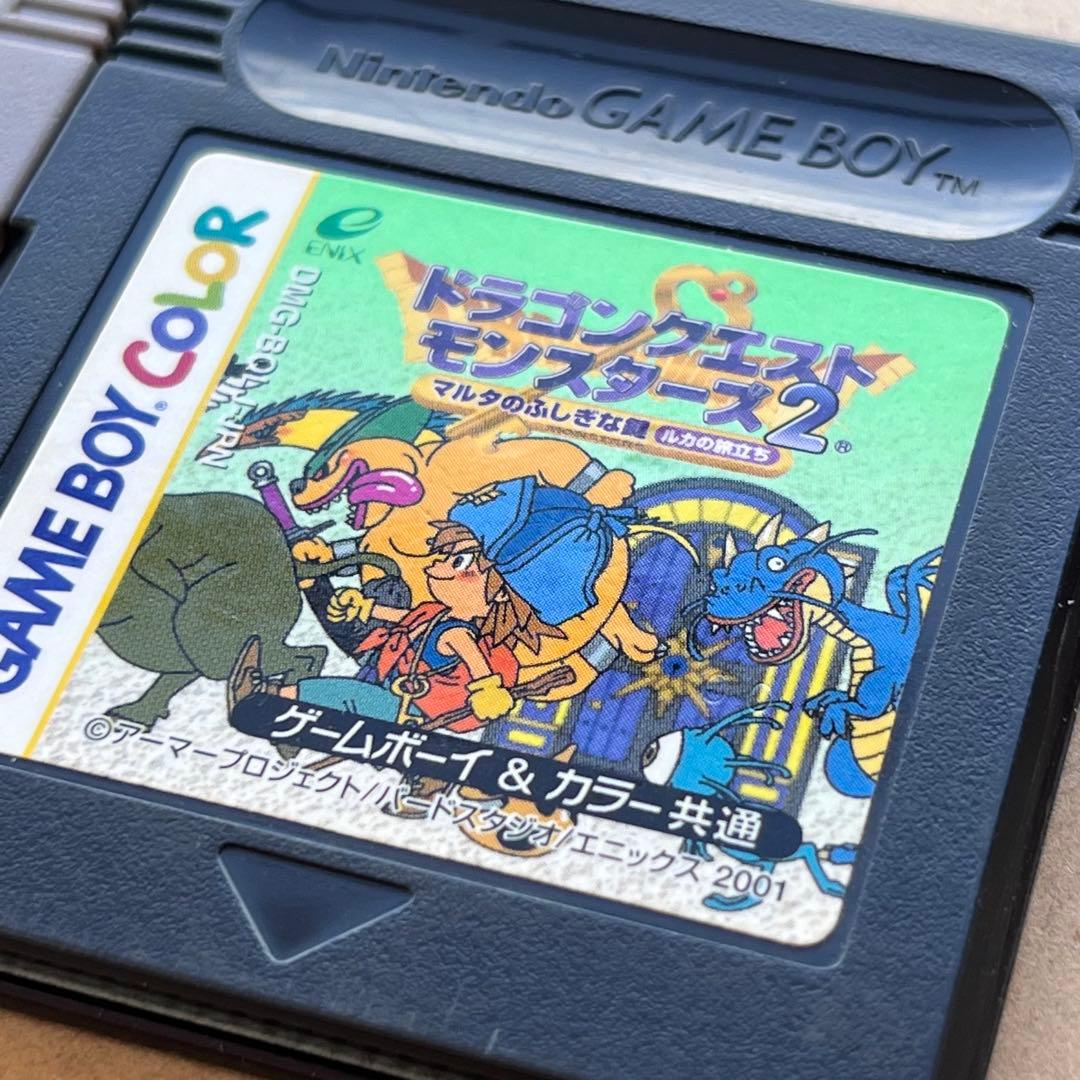 Nintendo GAME BOY™
GAME BOY® COLOR
ENIX
ドラゴンクエスト
モンスターズ2®
マルタのふしぎな鍵 ルカの旅立ち
ゲームボーイ & カラー共通
©アーマープロジェクト/バードスタジオ/エニックス 2001